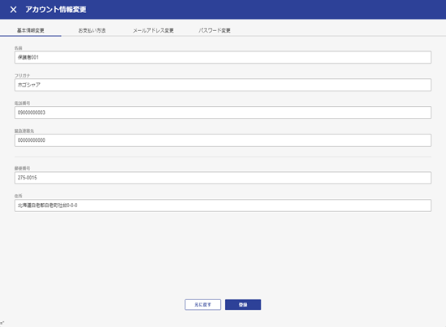 アカウント情報変更
基本情報変更
お支払い方法
メールアドレス変更
パスワード変更
名前
保護者001
フリガナ
ホゴシャア
電話番号
09000000003
緊急連絡先
00000000000
郵便番号
275-0016
住所
元に戻す
登録